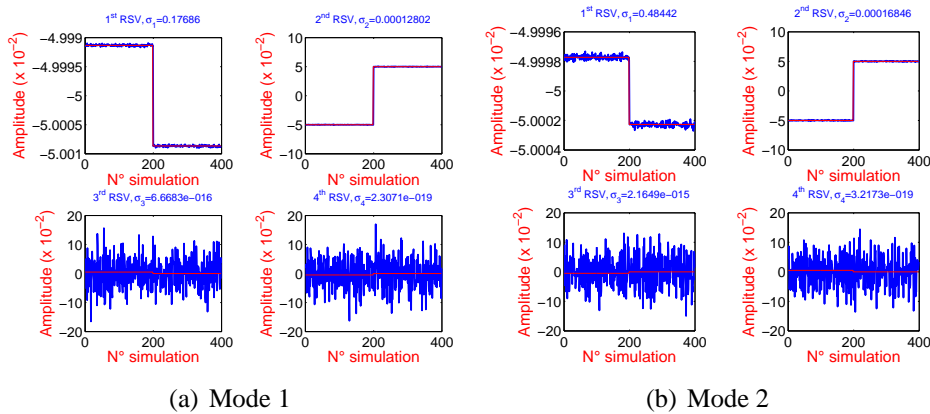 1st RSV, σ1=0.17686
−4.999
−4.9995
−5
−5.0005
−5.001
0 200 400
Amplitude (x 10−2)
N° simulation
2nd RSV, σ2=0.00012802
10
5
0
−5
−10
0 200 400
Amplitude (x 10−2)
N° simulation
3rd RSV, σ3=6.6683e−016
20
10
0
−10
−20
0 200 400
Amplitude (x 10−2)
N° simulation
4th RSV, σ4=2.3071e−019
20
10
0
−10
−20
0 200 400
Amplitude (x 10−2)
N° simulation
(a) Mode 1
1st RSV, σ1=0.48442
−4.9996
−4.9998
−5
−5.0002
−5.0004
0 200 400
Amplitude (x 10−2)
N° simulation
2nd RSV, σ2=0.00016846
10
5
0
−5
−10
0 200 400
Amplitude (x 10−2)
N° simulation
3rd RSV, σ3=2.1649e−015
20
10
0
−10
−20
0 200 400
Amplitude (x 10−2)
N° simulation
4th RSV, σ4=3.2173e−019
20
10
0
−10
−20
0 200 400
Amplitude (x 10−2)
N° simulation
(b) Mode 2